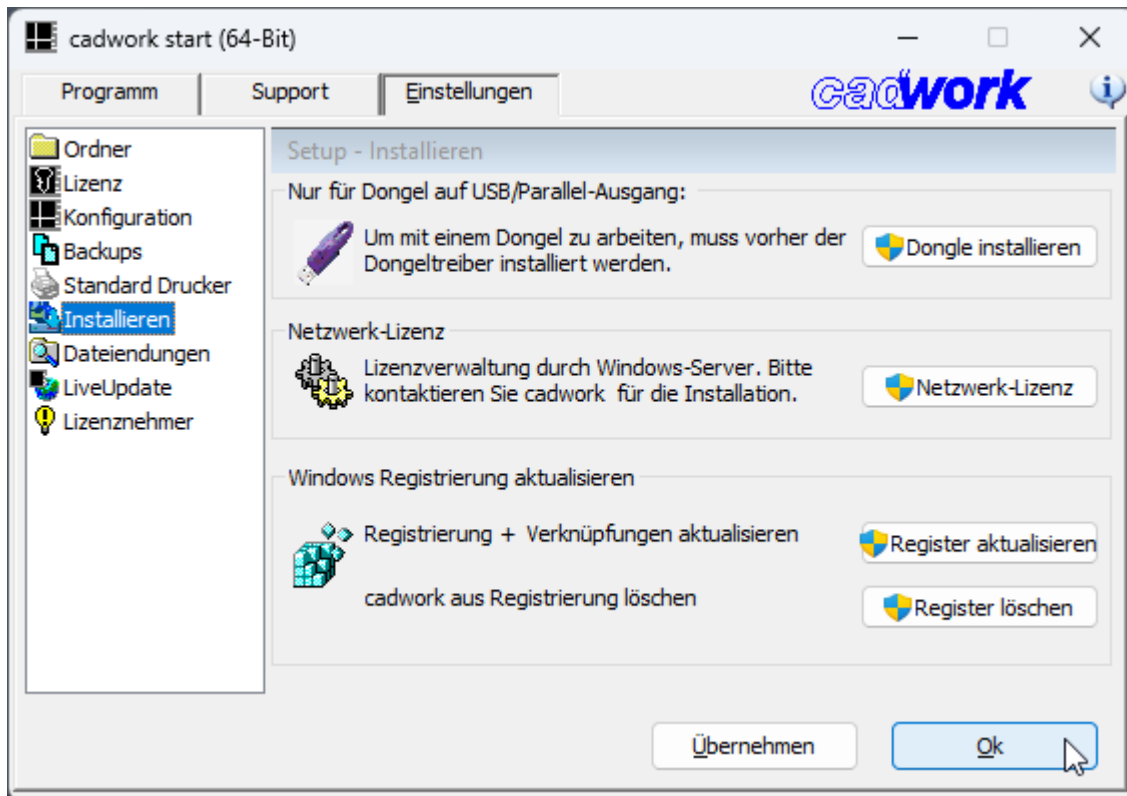 cadwork start (64-Bit)
Programm
Support
Einstellungen
cadwork
Ordner
Lizenz
Konfiguration
Backups
Standard Drucker
Installieren
Dateiendungen
LiveUpdate
Lizenznehmer
Setup - Installieren
Nur für Dongel auf USB/Parallel-Ausgang:
Um mit einem Dongel zu arbeiten, muss vorher der
Dongeltreiber installiert werden.
Dongle installieren
Netzwerk-Lizenz
Lizenzverwaltung durch Windows-Server. Bitte
kontaktieren Sie cadwork  für die Installation.
Netzwerk-Lizenz
Windows Registrierung aktualisieren
Registrierung +  Verknüpfungen aktualisieren
Register aktualisieren
cadwork aus Registrierung löschen
Register löschen
Übernehmen
Ok